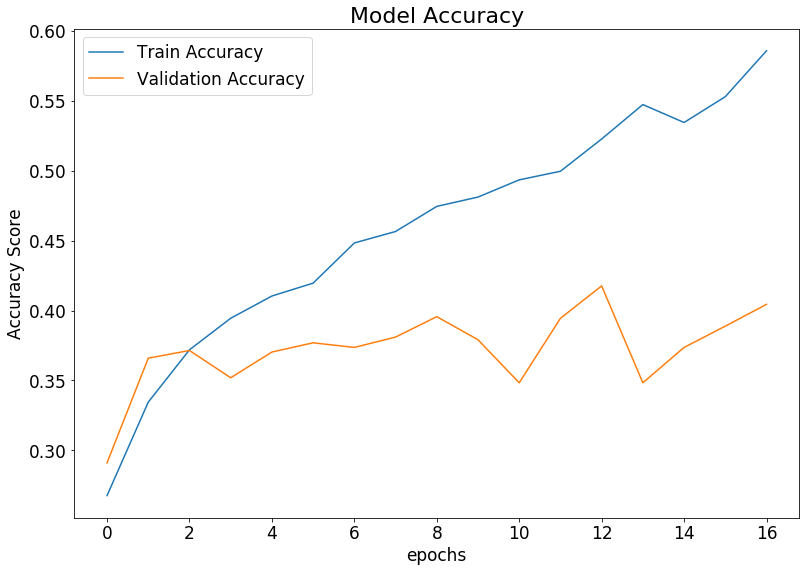 Model Accuracy
Train Accuracy
Validation Accuracy
Accuracy Score
0.60
0.55
0.50
0.45
0.40
0.35
0.30
0 2 4 6 8 10 12 14 16
epochs